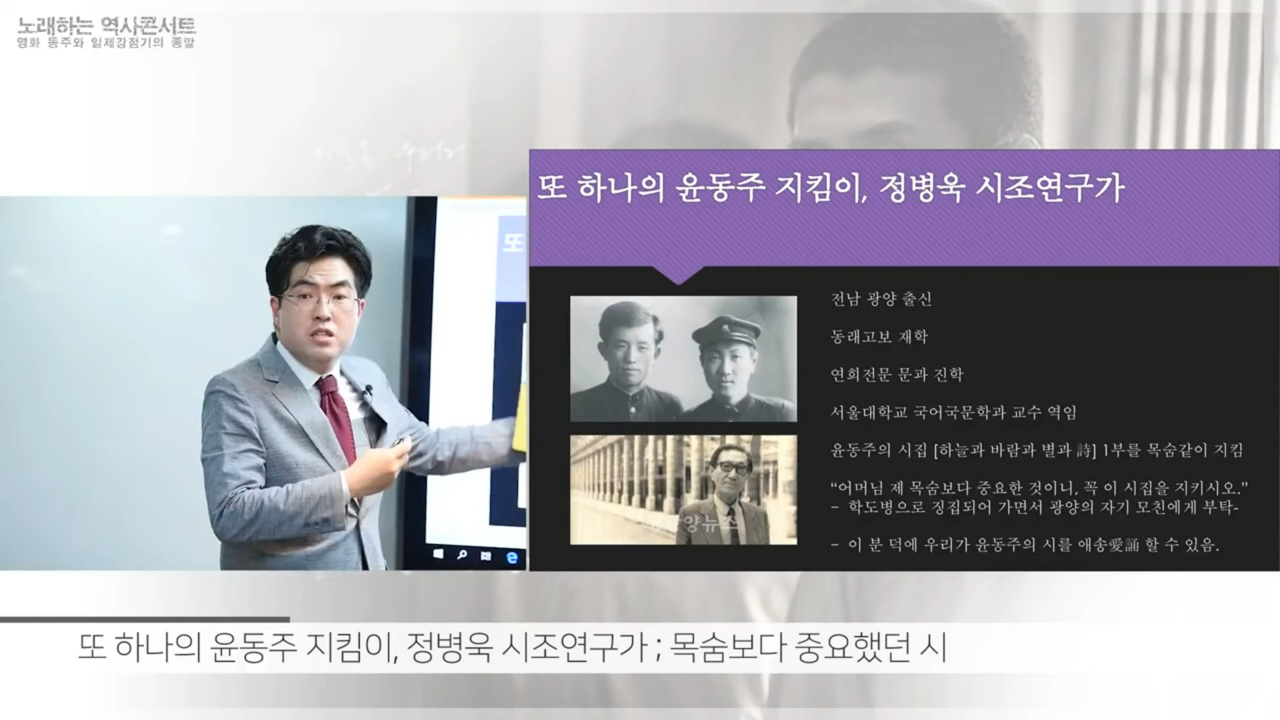 노래하는 역사콘서트
영화 동주와 일제강점기의 종말
또 하나의 윤동주 지킴이, 정병욱 시조연구가
또
전남 광양 출신
동래고보 재학
연희전문 문과 진학
서울대학교 국어국문학과 교수 역임
윤동주의 시집 [하늘과 바람과 별과 詩] 1부를 목숨같이 지킴
“어머님 제 목숨보다 중요한 것이니, 꼭 이 시집을 지키시오.”
- 학도병으로 징집되어 가면서 광양의 자기 모친에게 부탁-
- 이 분 덕에 우리가 윤동주의 시를 애송愛誦 할 수 있음.
또 하나의 윤동주 지킴이, 정병욱 시조연구가 ; 목숨보다 중요했던 시